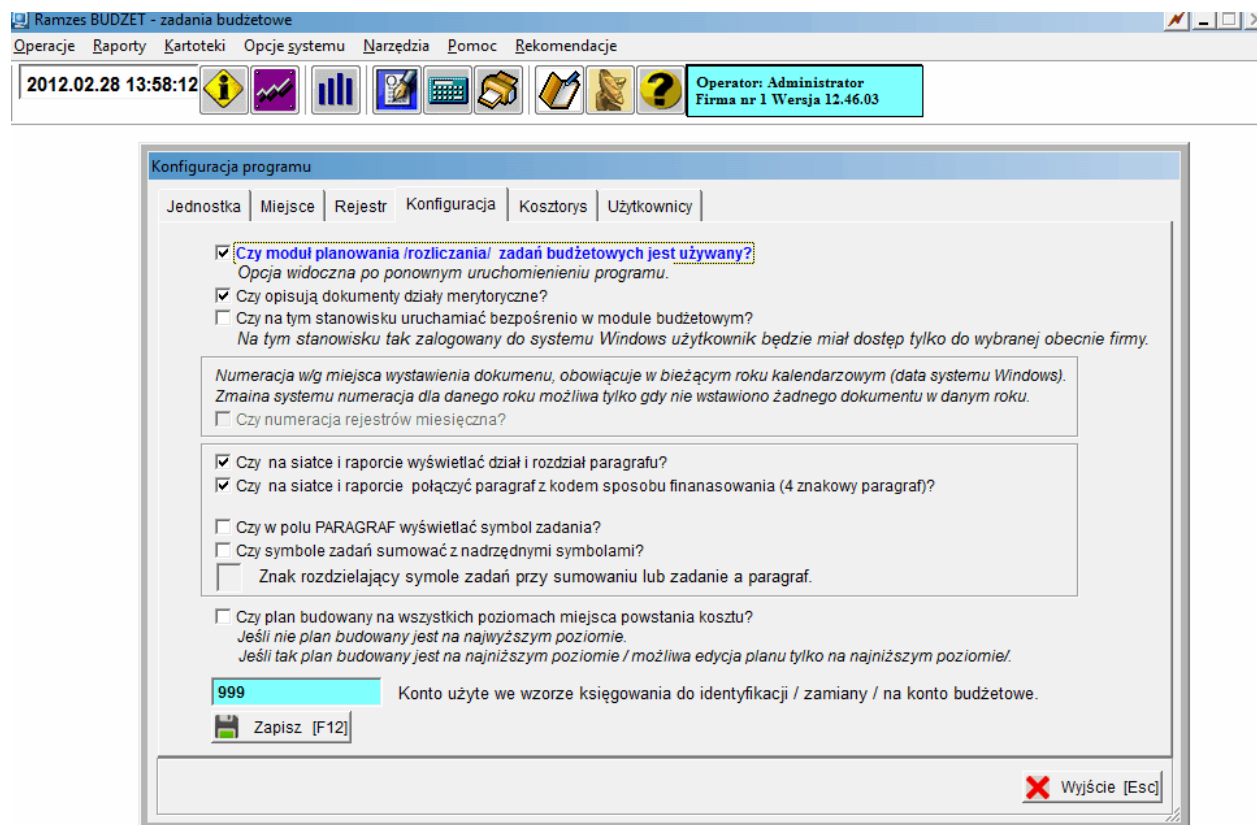 Ramzes BUDZET - zadania budżetowe
Operacje Raporty Kartoteki Opcje systemu Narzędzia Pomoc Rekomendacje
2012.02.28 13:58:12
Operator: Administrator
Firma nr 1 Wersja 12.46.03
Konfiguracja programu
Jednostka Miejsce Rejestr Konfiguracja Kosztorys Użytkownicy
Czy moduł planowania /rozliczania/ zadań budżetowych jest używany?
Opcja widoczna po ponownym uruchomienieniu programu.
Czy opisują dokumenty działy merytoryczne?
Czy na tym stanowisku uruchamiać bezpośrenio w module budżetowym?
Na tym stanowisku tak zalogowany do systemu Windows użytkownik będzie miał dostęp tylko do wybranej obecnie firmy.
Numeracja w/g miejsca wystawienia dokumenu, obowiącuje w bieżącym roku kalendarzowym (data systemu Windows).
Zmaina systemu numeracja dla danego roku możliwa tylko gdy nie wstawiono żadnego dokumentu w danym roku.
Czy numeracja rejestrów miesięczna?
Czy na siatce i raporcie wyświetlać dział i rozdział paragrafu?
Czy na siatce i raporcie połączyć paragraf z kodem sposobu finanasowania (4 znakowy paragraf)?
Czy w polu PARAGRAF wyświetlać symbol zadania?
Czy symbole zadań sumować z nadrzędnymi symbolami?
Znak rozdzielający symole zadań przy sumowaniu lub zadanie a paragraf.
Czy plan budowany na wszystkich poziomach miejsca powstania kosztu?
Jeśli nie plan budowany jest na najwyższym poziomie.
Jeśli tak plan budowany jest na najniższym poziomie / możliwa edycja planu tylko na najniższym poziomie/.
999 Konto użyte we wzorze księgowania do identyfikacji / zamiany / na konto budżetowe.
Zapisz [F12]
Wyjście [Esc]